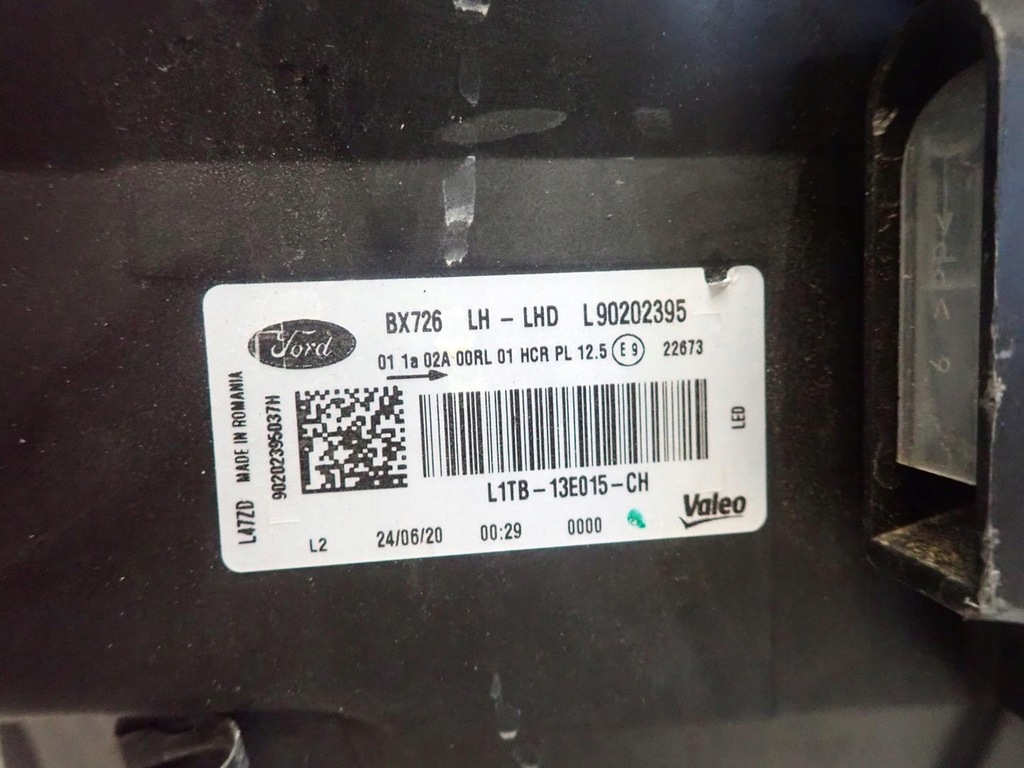 BX726 LH - LHD L90202395
Ford
01 1a 02A 00RL 01 HCR PL 12.5 E9 22673
L1TB-13E015-CH
LED
Valeo
L2 24/06/20 00:29 0000
L47ZD MADE IN ROMANIA
90202395037H